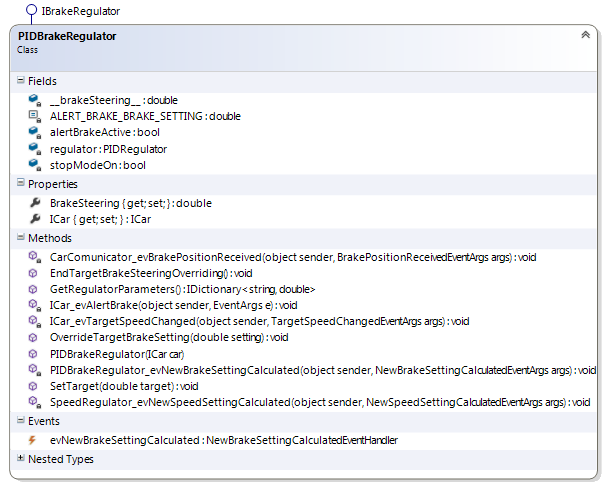 IBrakeRegulator
PIDBrakeRegulator
Class
Fields
__brakeSteering__ : double
ALERT_BRAKE_BRAKE_SETTING : double
alertBrakeActive : bool
regulator : PIDRegulator
stopModeOn : bool
Properties
BrakeSteering { get; set; } : double
ICar { get; set; } : ICar
Methods
CarComunicator_evBrakePositionReceived(object sender, BrakePositionReceivedEventArgs args) : void
EndTargetBrakeSteeringOverriding() : void
GetRegulatorParameters() : IDictionary<string, double>
ICar_evAlertBrake(object sender, EventArgs e) : void
ICar_evTargetSpeedChanged(object sender, TargetSpeedChangedEventArgs args) : void
OverrideTargetBrakeSetting(double setting) : void
PIDBrakeRegulator(ICar car)
PIDBrakeRegulator_evNewBrakeSettingCalculated(object sender, NewBrakeSettingCalculatedEventArgs args) : void
SetTarget(double target) : void
SpeedRegulator_evNewSpeedSettingCalculated(object sender, NewSpeedSettingCalculatedEventArgs args) : void
Events
evNewBrakeSettingCalculated : NewBrakeSettingCalculatedEventHandler
Nested Types